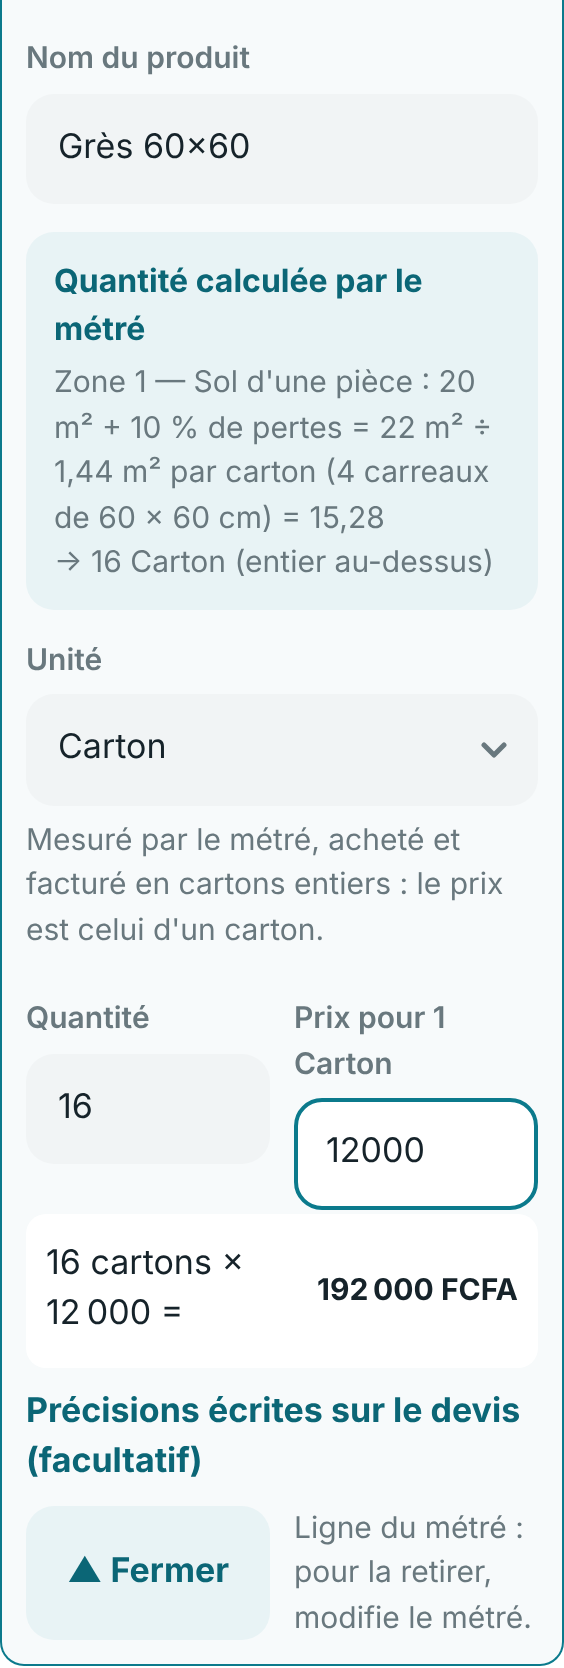 Nom du produit
Grès 60×60
Quantité calculée par le
métré
Zone 1 — Sol d'une pièce : 20
m² + 10 % de pertes = 22 m² ÷
1,44 m² par carton (4 carreaux
de 60 × 60 cm) = 15,28
→ 16 Carton (entier au-dessus)
Unité
Carton
Mesuré par le métré, acheté et
facturé en cartons entiers : le prix
est celui d'un carton.
Quantité
Prix pour 1
Carton
16
12000
16 cartons ×
12 000 =
192 000 FCFA
Précisions écrites sur le devis
(facultatif)
▲ Fermer
Ligne du métré :
pour la retirer,
modifie le métré.